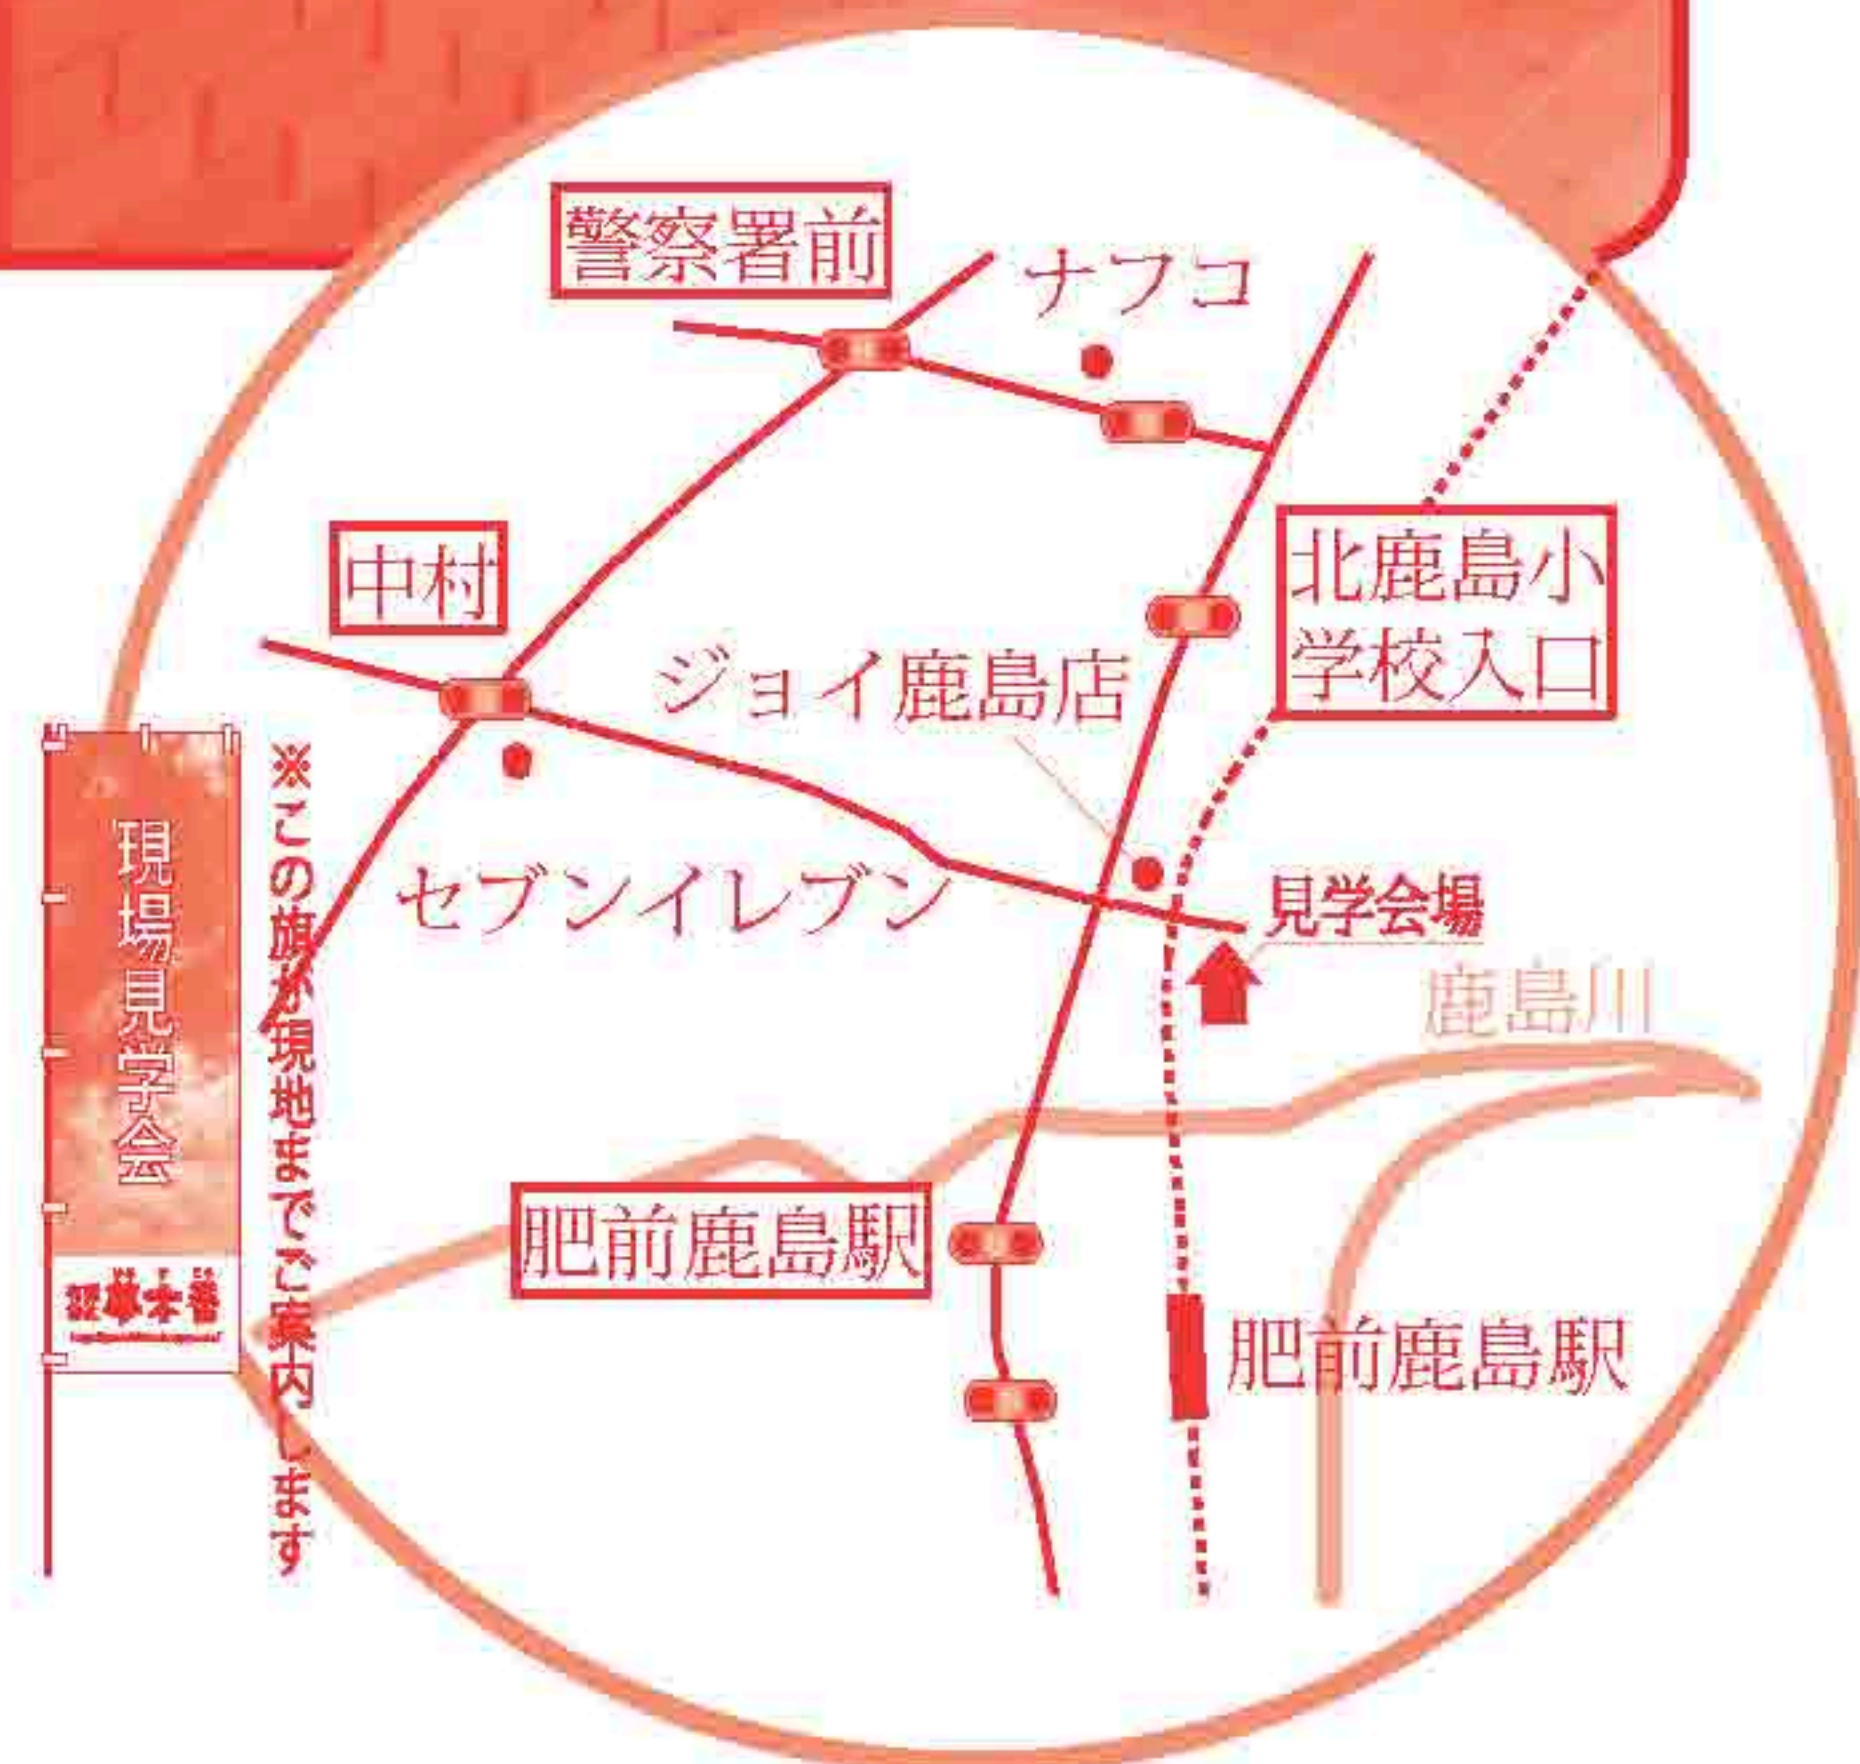 警察署前
ナフコ
中村
北鹿島小
学校入口
ジョイ鹿島店
セブンイレブン
見学会場
鹿島川
肥前鹿島駅
肥前鹿島駅
現場見学会
※この旗が現地までご案内します